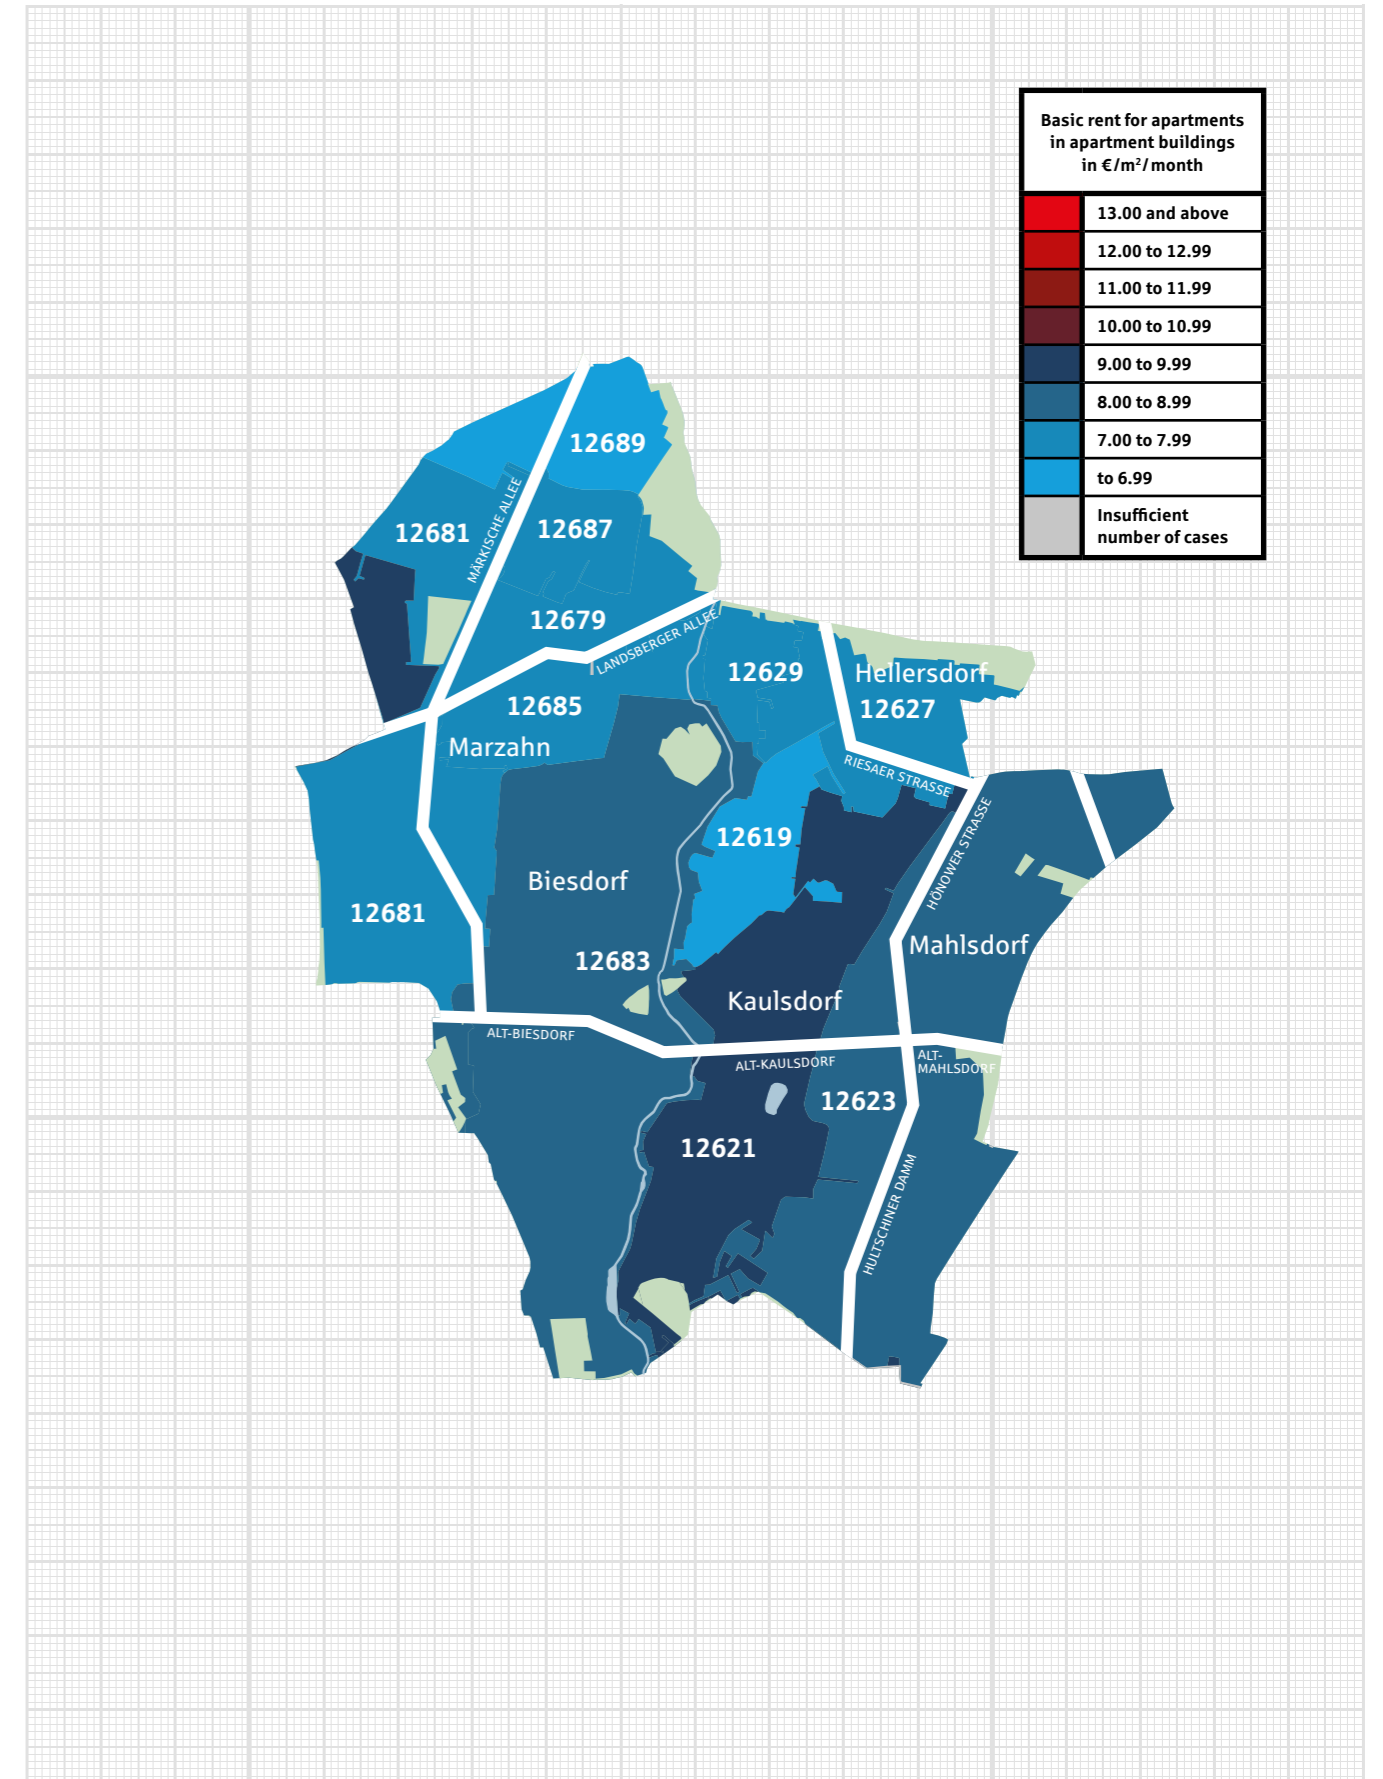 Basic rent for apartments
in apartment buildings
in €/m²/month
13.00 and above
12.00 to 12.99
11.00 to 11.99
10.00 to 10.99
9.00 to 9.99
8.00 to 8.99
7.00 to 7.99
to 6.99
Insufficient
number of cases
12689
12681
MÄRKISCHE ALLEE
12687
12679
LANDSBERGER ALLEE
12629
Hellersdorf
12627
12685
Marzahn
RIESAER STRASSE
12619
HÖNOWER STRASSE
Biesdorf
12681
Mahlsdorf
12683
Kaulsdorf
ALT-BIESDORF
ALT-KAULSDORF
ALT-
MAHLSDORF
12623
12621
HULTSCHINER DAMM